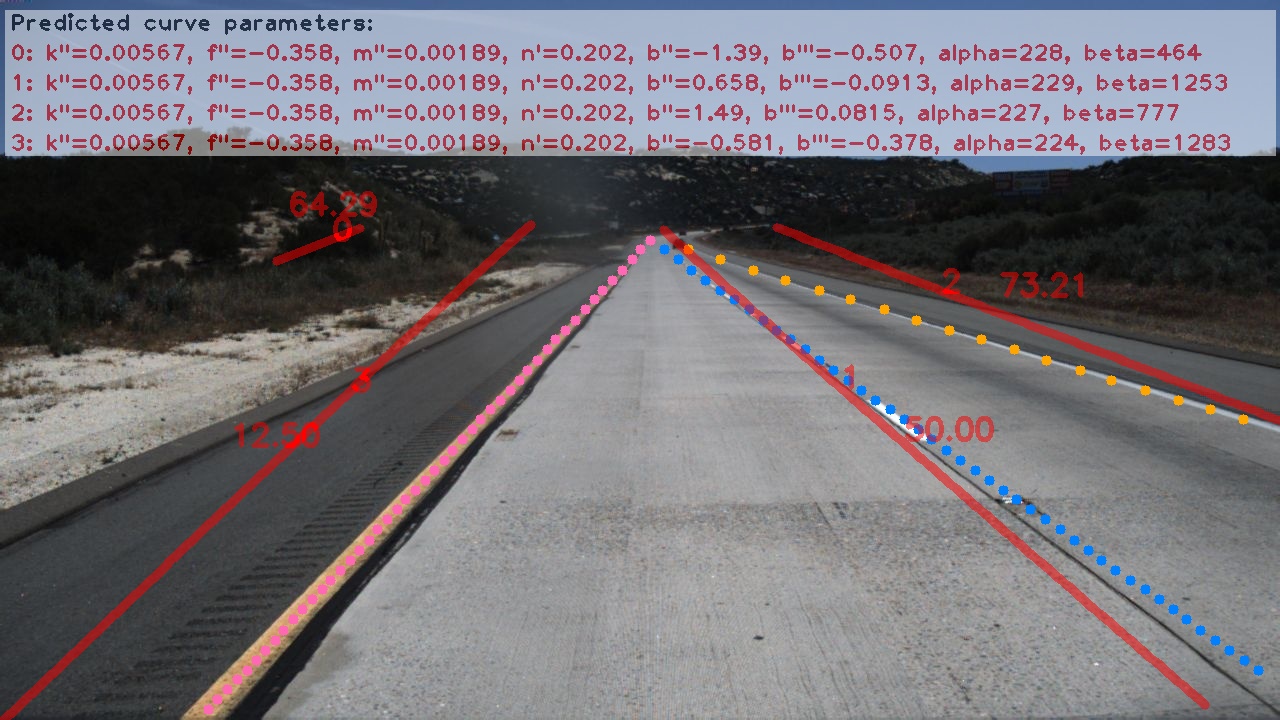 Predicted curve parameters:
0: k''=0.00567, f''=-0.358, m''=0.00189, n'=0.202, b''=-1.39, b'''=-0.507, alpha=228, beta=464
1: k''=0.00567, f''=-0.358, m''=0.00189, n'=0.202, b''=0.658, b'''=-0.0913, alpha=229, beta=1253
2: k''=0.00567, f''=-0.358, m''=0.00189, n'=0.202, b''=1.49, b'''=0.0815, alpha=227, beta=777
3: k''=0.00567, f''=-0.358, m''=0.00189, n'=0.202, b''=-0.581, b'''=-0.378, alpha=224, beta=1283
64.29
0
2 73.21
3
1
12.50
50.00